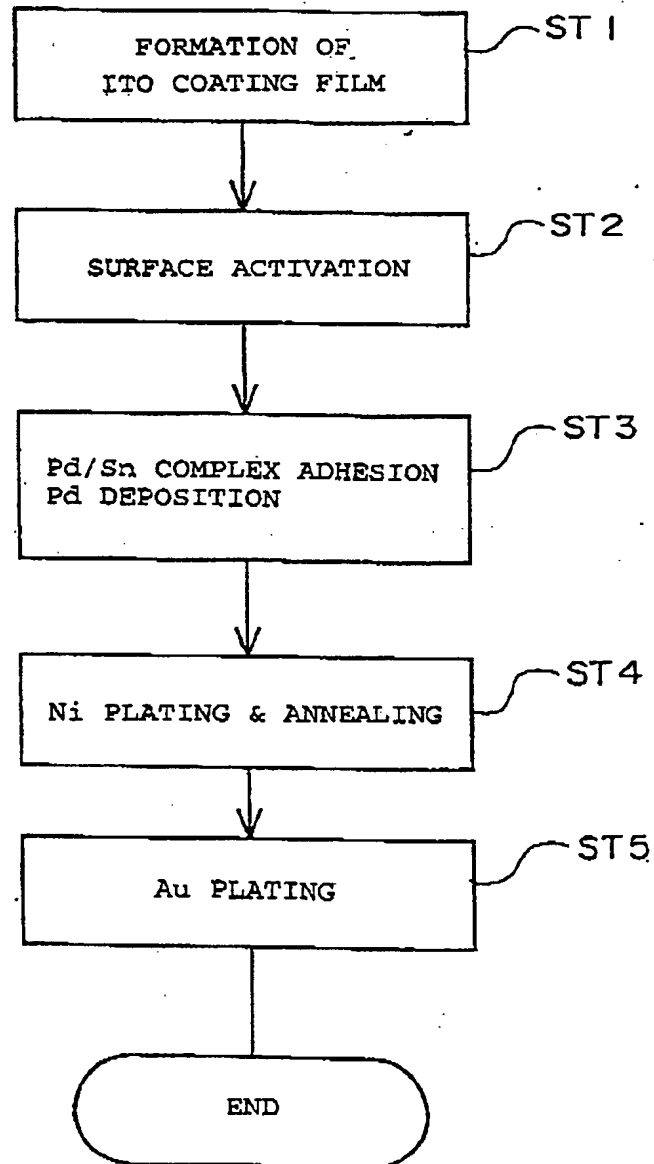 FORMATION OF
ITO COATING FILM
ST1
SURFACE ACTIVATION
ST2
Pd/Sn COMPLEX ADHESION
Pd DEPOSITION
ST3
Ni PLATING & ANNEALING
ST4
Au PLATING
ST5
END